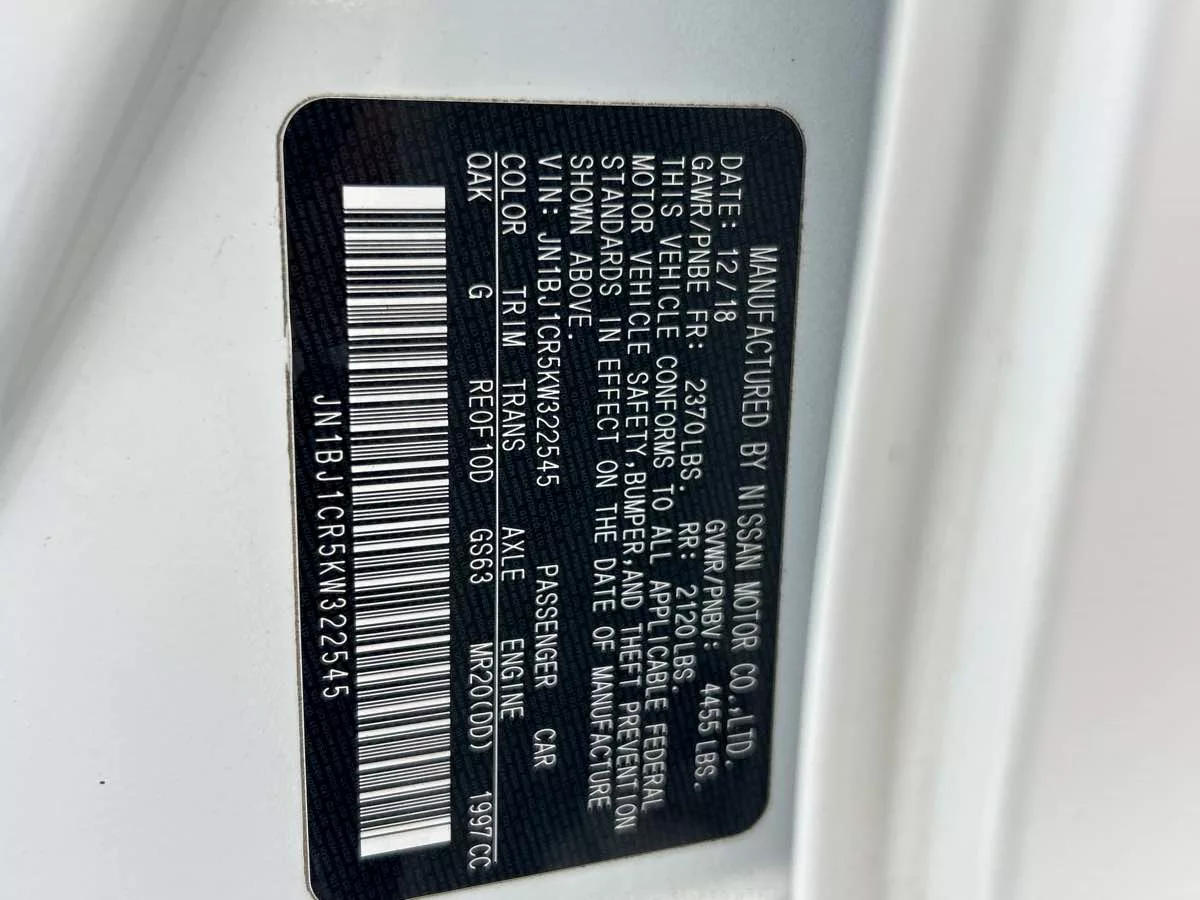 MANUFACTURED BY NISSAN MOTOR CO.,LTD.
DATE: 12/18 GVWR/PNBV: 4455 LBS.
GAWR/PNBE FR: 2370LBS. RR: 2120LBS.
THIS VEHICLE CONFORMS TO ALL APPLICABLE FEDERAL
MOTOR VEHICLE SAFETY,BUMPER,AND THEFT PREVENTION
STANDARDS IN EFFECT ON THE DATE OF MANUFACTURE
SHOWN ABOVE.
VIN: JN1BJ1CR5KW322545 PASSENGER CAR
COLOR TRIM TRANS AXLE ENGINE
QAK G RE0F10D GS63 MR20(DD) 1997CC
JN1BJ1CR5KW322545